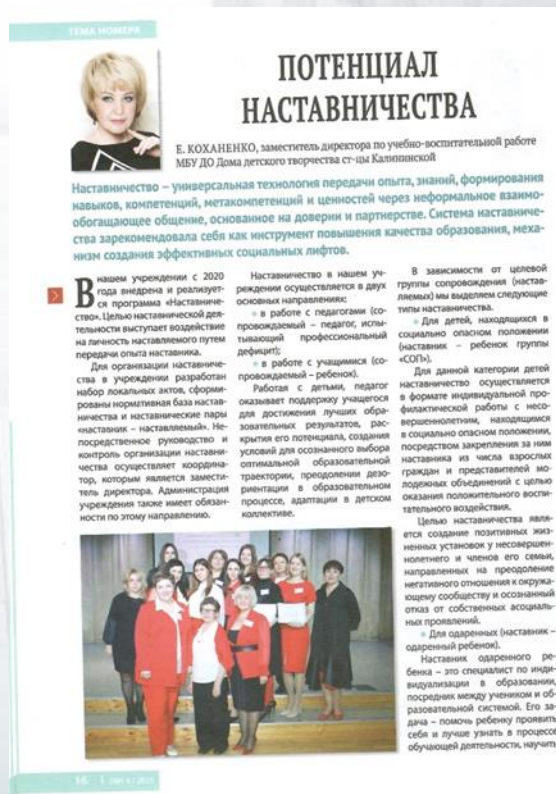 ТЕМА НОМЕРА
ПОТЕНЦИАЛ
НАСТАВНИЧЕСТВА
Е. КОХАНЕНКО, заместитель директора по учебно-воспитательной работе
МБУ ДО Дома детского творчества ст-цы Калининской
Наставничество – универсальная технология передачи опыта, знаний, формирования
навыков, компетенций, метакомпетенций и ценностей через неформальное взаимо-
обогащающее общение, основанное на доверии и партнерстве. Система наставниче-
ства зарекомендовала себя как инструмент повышения качества образования, меха-
низм создания эффективных социальных лифтов.
В нашем учреждении с 2020
года внедрена и реализует-
ся программа «Наставниче-
ство». Целью наставнической дея-
тельности выступает воздействие
на личность наставляемого путем
передачи опыта наставника.
Для организации наставниче-
ства в учреждении разработан
набор локальных актов, сформи-
рованы нормативная база настав-
ничества и наставнические пары
«наставник – наставляемый». Не-
посредственное руководство и
контроль организации наставни-
чества осуществляет координа-
тор, которым является замести-
тель директора. Администрация
учреждения также имеет обязан-
ности по этому направлению.
Наставничество в нашем уч-
реждении осуществляется в двух
основных направлениях:
• в работе с педагогами (со-
провождаемый – педагог, испы-
тывающий профессиональный
дефицит);
• в работе с учащимися (со-
провождаемый – ребенок).
Работая с детьми, педагог
оказывает поддержку учащегося
для достижения лучших обра-
зовательных результатов, рас-
крытия его потенциала, создания
условий для осознанного выбора
оптимальной образовательной
траектории, преодолении дезо-
риентации в образовательном
процессе, адаптации в детском
коллективе.
В зависимости от целевой
группы сопровождения (настав-
ляемых) мы выделяем следующие
типы наставничества.
• Для детей, находящихся в
социально опасном положении
(наставник – ребенок группы
«СОП»).
Для данной категории детей
наставничество осуществляется
в формате индивидуальной про-
филактической работы с несо-
вершеннолетним, находящимся
в социально опасном положении,
посредством закрепления за ним
наставника из числа взрослых
граждан и представителей мо-
лодежных объединений с целью
оказания положительного воспи-
тательного воздействия.
Целью наставничества явля-
ется создание позитивных жиз-
ненных установок у несовершен-
нолетнего и членов его семьи,
направленных на преодоление
негативного отношения к окружа-
ющему сообществу и осознанный
отказ от собственных асоциаль-
ных проявлений.
• Для одаренных (наставник –
одаренный ребенок).
Наставник одаренного ре-
бенка – это специалист по инди-
видуализации в образовании,
посредник между учеником и об-
разовательной системой. Его за-
дача – помочь ребенку проявить
себя и лучше узнать в процессе
обучающей деятельности, научить
16